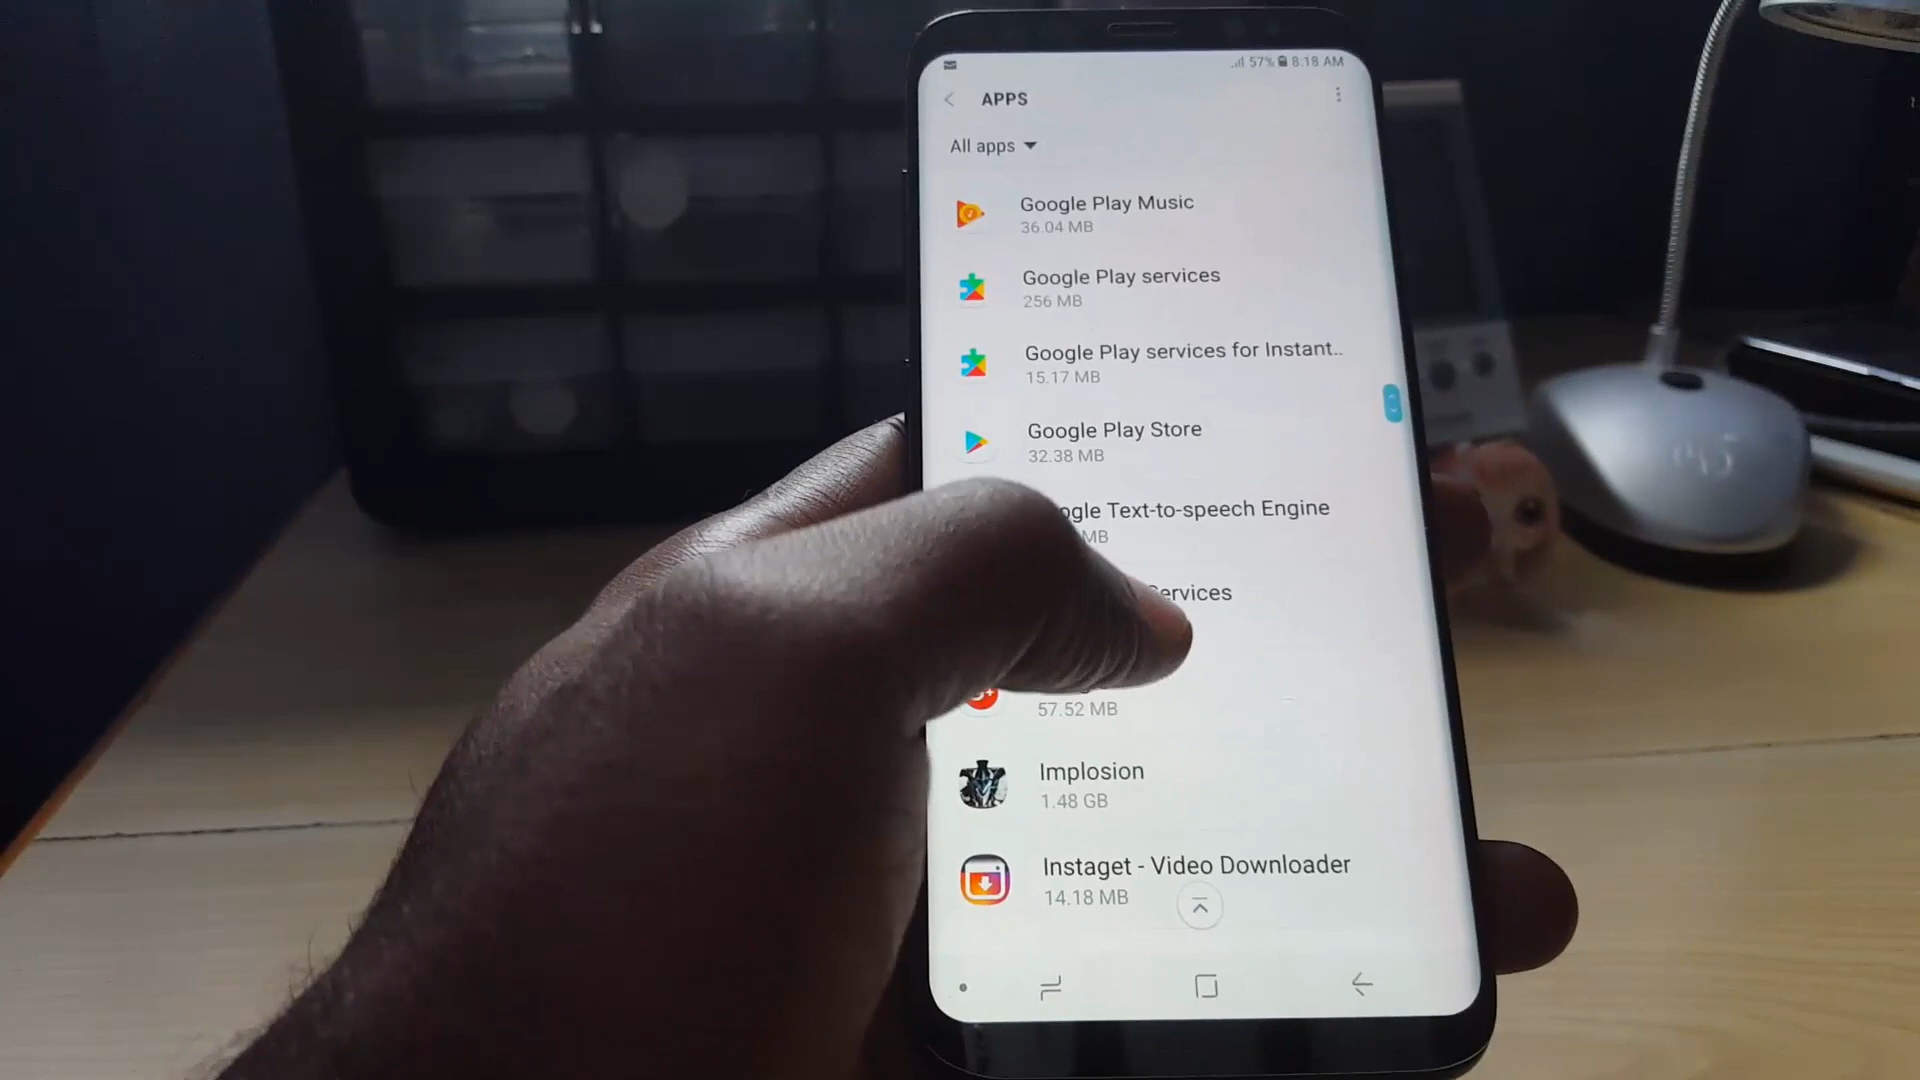 57% 8:18 AM
APPS
All apps
Google Play Music
36.04 MB
Google Play services
256 MB
Google Play services for Instant..
15.17 MB
Google Play Store
32.38 MB
ogle Text-to-speech Engine
MB
Services
57.52 MB
Implosion
1.48 GB
Instaget - Video Downloader
14.18 MB